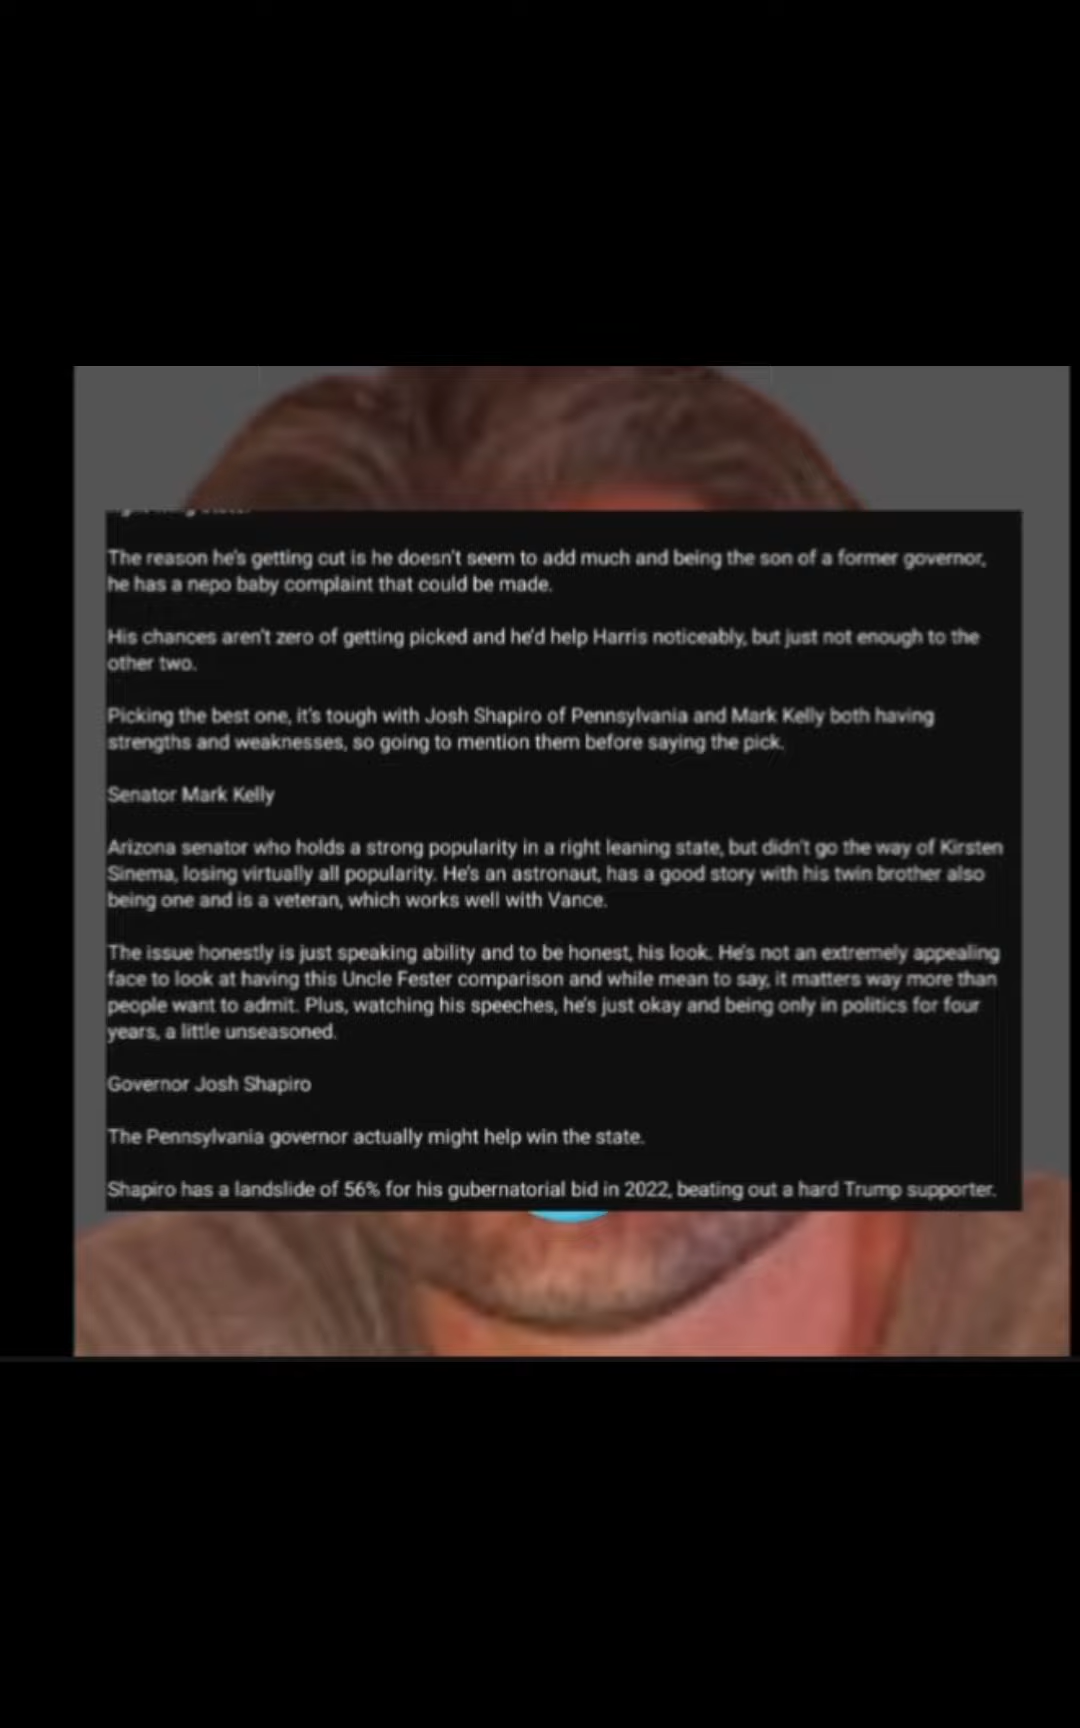 The reason he's getting cut is he doesn't seem to add much and being the son of a former governor,
he has a nepo baby complaint that could be made.
His chances aren't zero of getting picked and he'd help Harris noticeably, but just not enough to the
other two.
Picking the best one, it's tough with Josh Shapiro of Pennsylvania and Mark Kelly both having
strengths and weaknesses, so going to mention them before saying the pick.
Senator Mark Kelly
Arizona senator who holds a strong popularity in a right leaning state, but didn't go the way of Kirsten
Sinema, losing virtually all popularity. He's an astronaut, has a good story with his twin brother also
being one and is a veteran, which works well with Vance.
The issue honestly is just speaking ability and to be honest, his look. He's not an extremely appealing
face to look at having this Uncle Fester comparison and while mean to say, it matters way more than
people want to admit. Plus, watching his speeches, he's just okay and being only in politics for four
years, a little unseasoned.
Governor Josh Shapiro
The Pennsylvania governor actually might help win the state.
Shapiro has a landslide of 56% for his gubernatorial bid in 2022, beating out a hard Trump supporter.